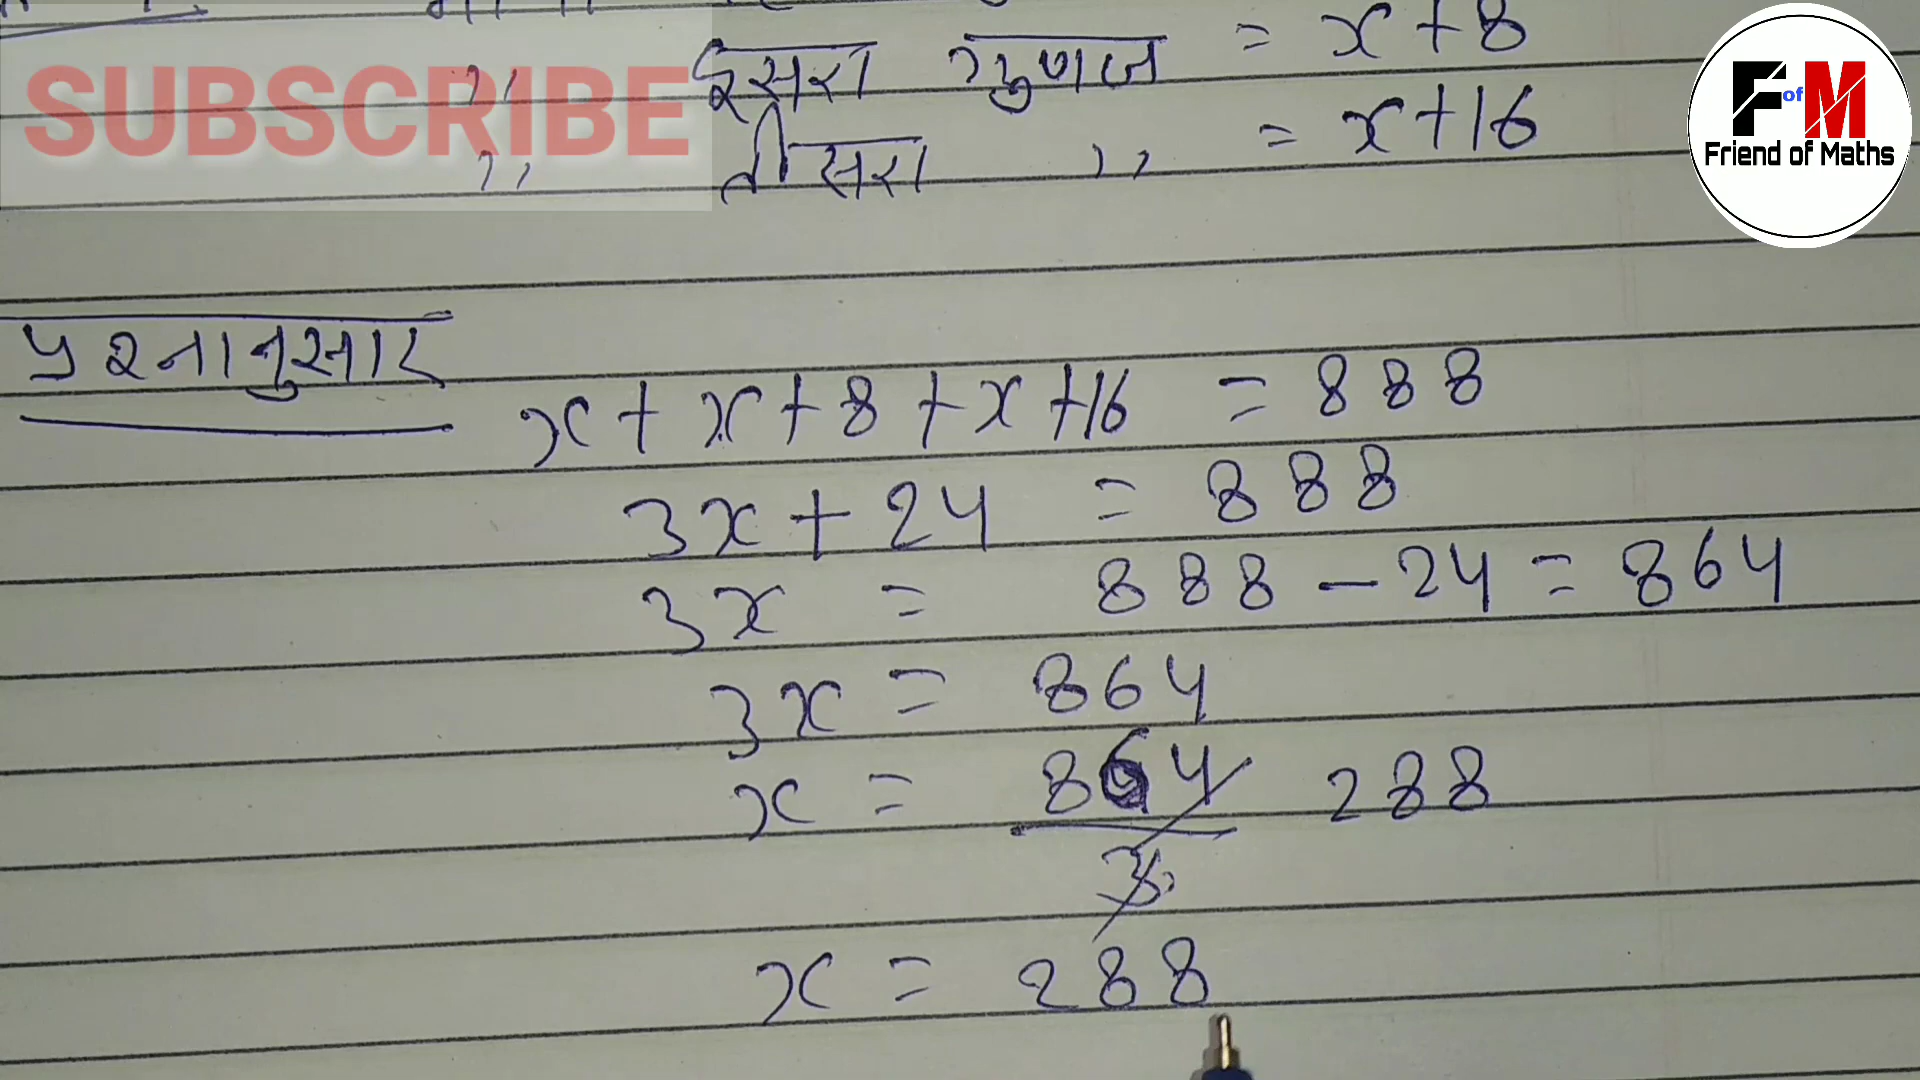 " दूसरा गुणज = x+8
SUBSCRIBE
" तीसरा " = x+16
F of M
Friend of Maths
प्रश्नानुसार
x + x + 8 + x + 16 = 888
3x + 24 = 888
3x = 888 - 24 = 864
3x = 864
x = 864/3 288
x = 288